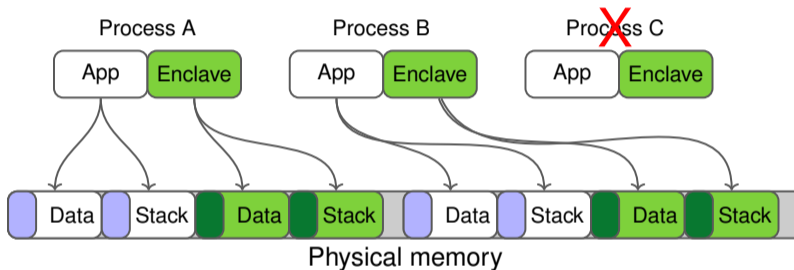 Process A Process B Process C
App Enclave App Enclave App Enclave
Data Stack Data Stack Data Stack Data Stack
Physical memory